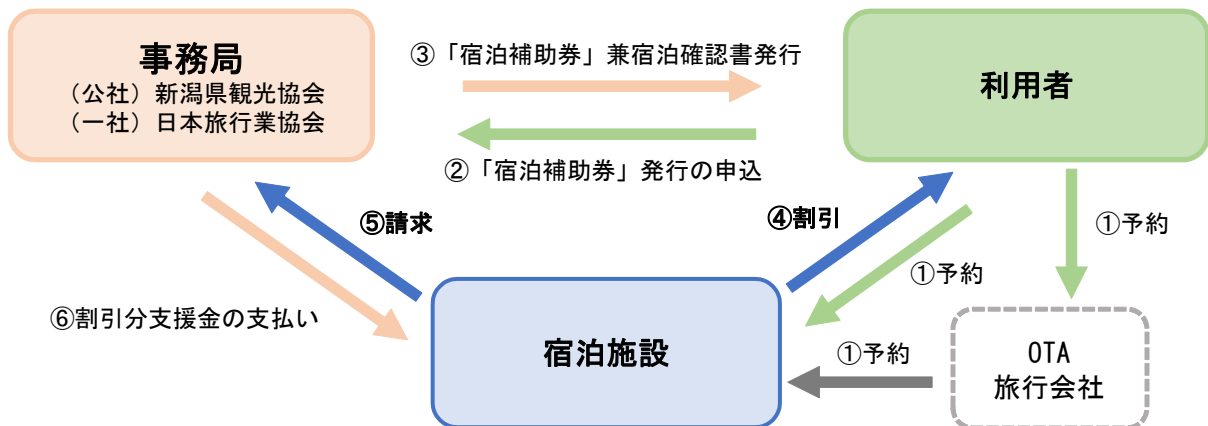 事務局
（公社）新潟県観光協会
（一社）日本旅行業協会
③「宿泊補助券」兼宿泊確認書発行
利用者
②「宿泊補助券」発行の申込
⑤請求
④割引
①予約
①予約
⑥割引分支援金の支払い
宿泊施設
①予約
OTA
旅行会社